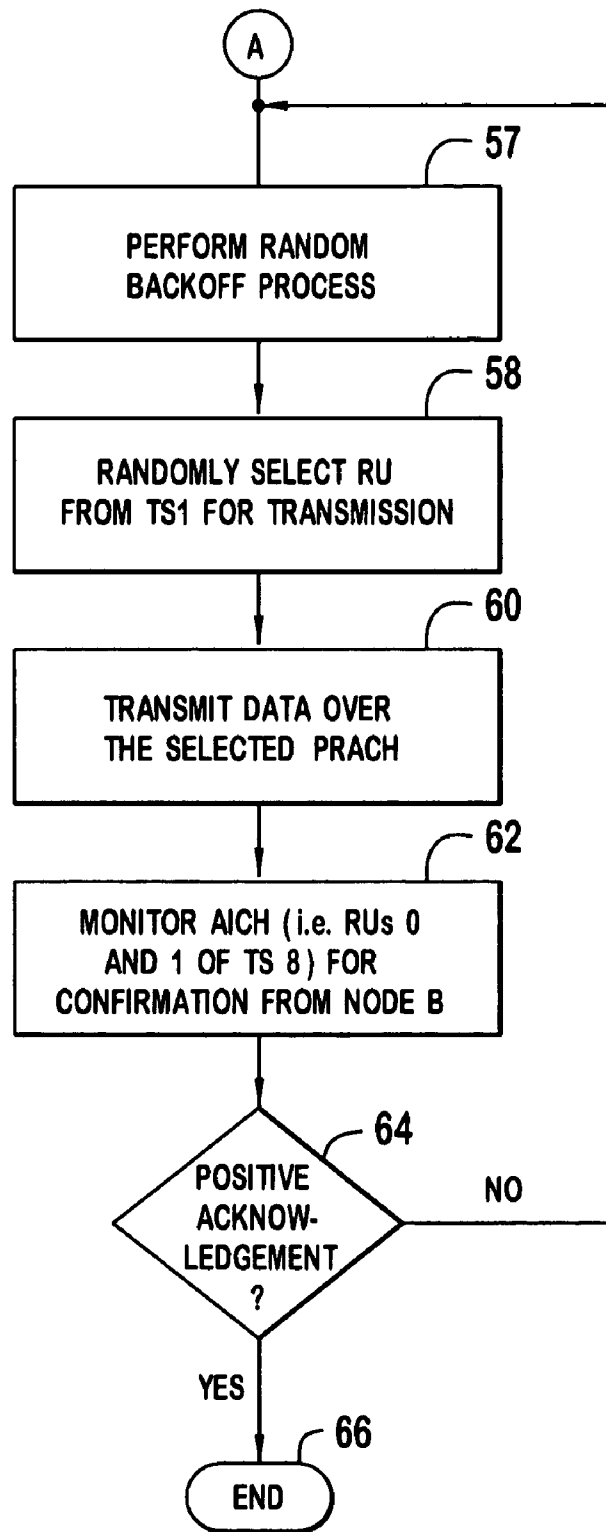 A
57
PERFORM RANDOM
BACKOFF PROCESS
58
RANDOMLY SELECT RU
FROM TS1 FOR TRANSMISSION
60
TRANSMIT DATA OVER
THE SELECTED PRACH
62
MONITOR AICH (i.e. RUs 0
AND 1 OF TS 8) FOR
CONFIRMATION FROM NODE B
64
POSITIVE
ACKNOW-
LEDGEMENT
?
NO
YES
66
END